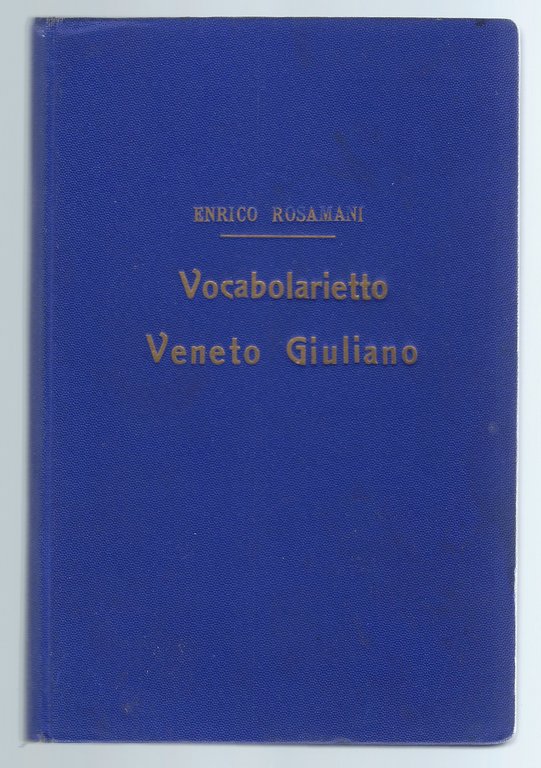 ENRICO ROSAMANI
Vocabolarietto
Veneto Giuliano